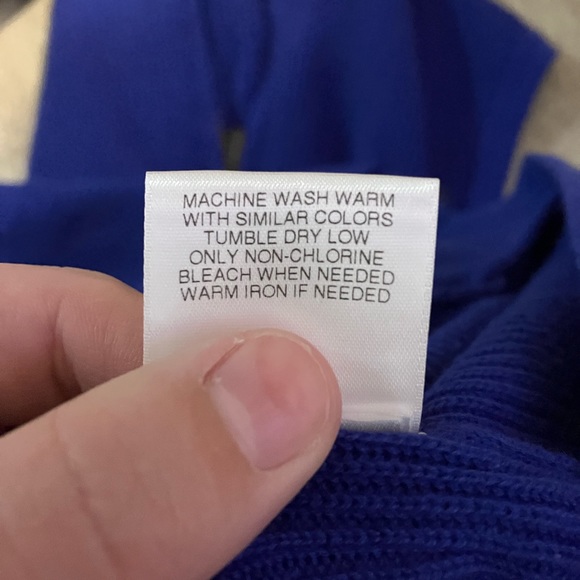 MACHINE WASH WARM
WITH SIMILAR COLORS
TUMBLE DRY LOW
ONLY NON-CHLORINE
BLEACH WHEN NEEDED
WARM IRON IF NEEDED